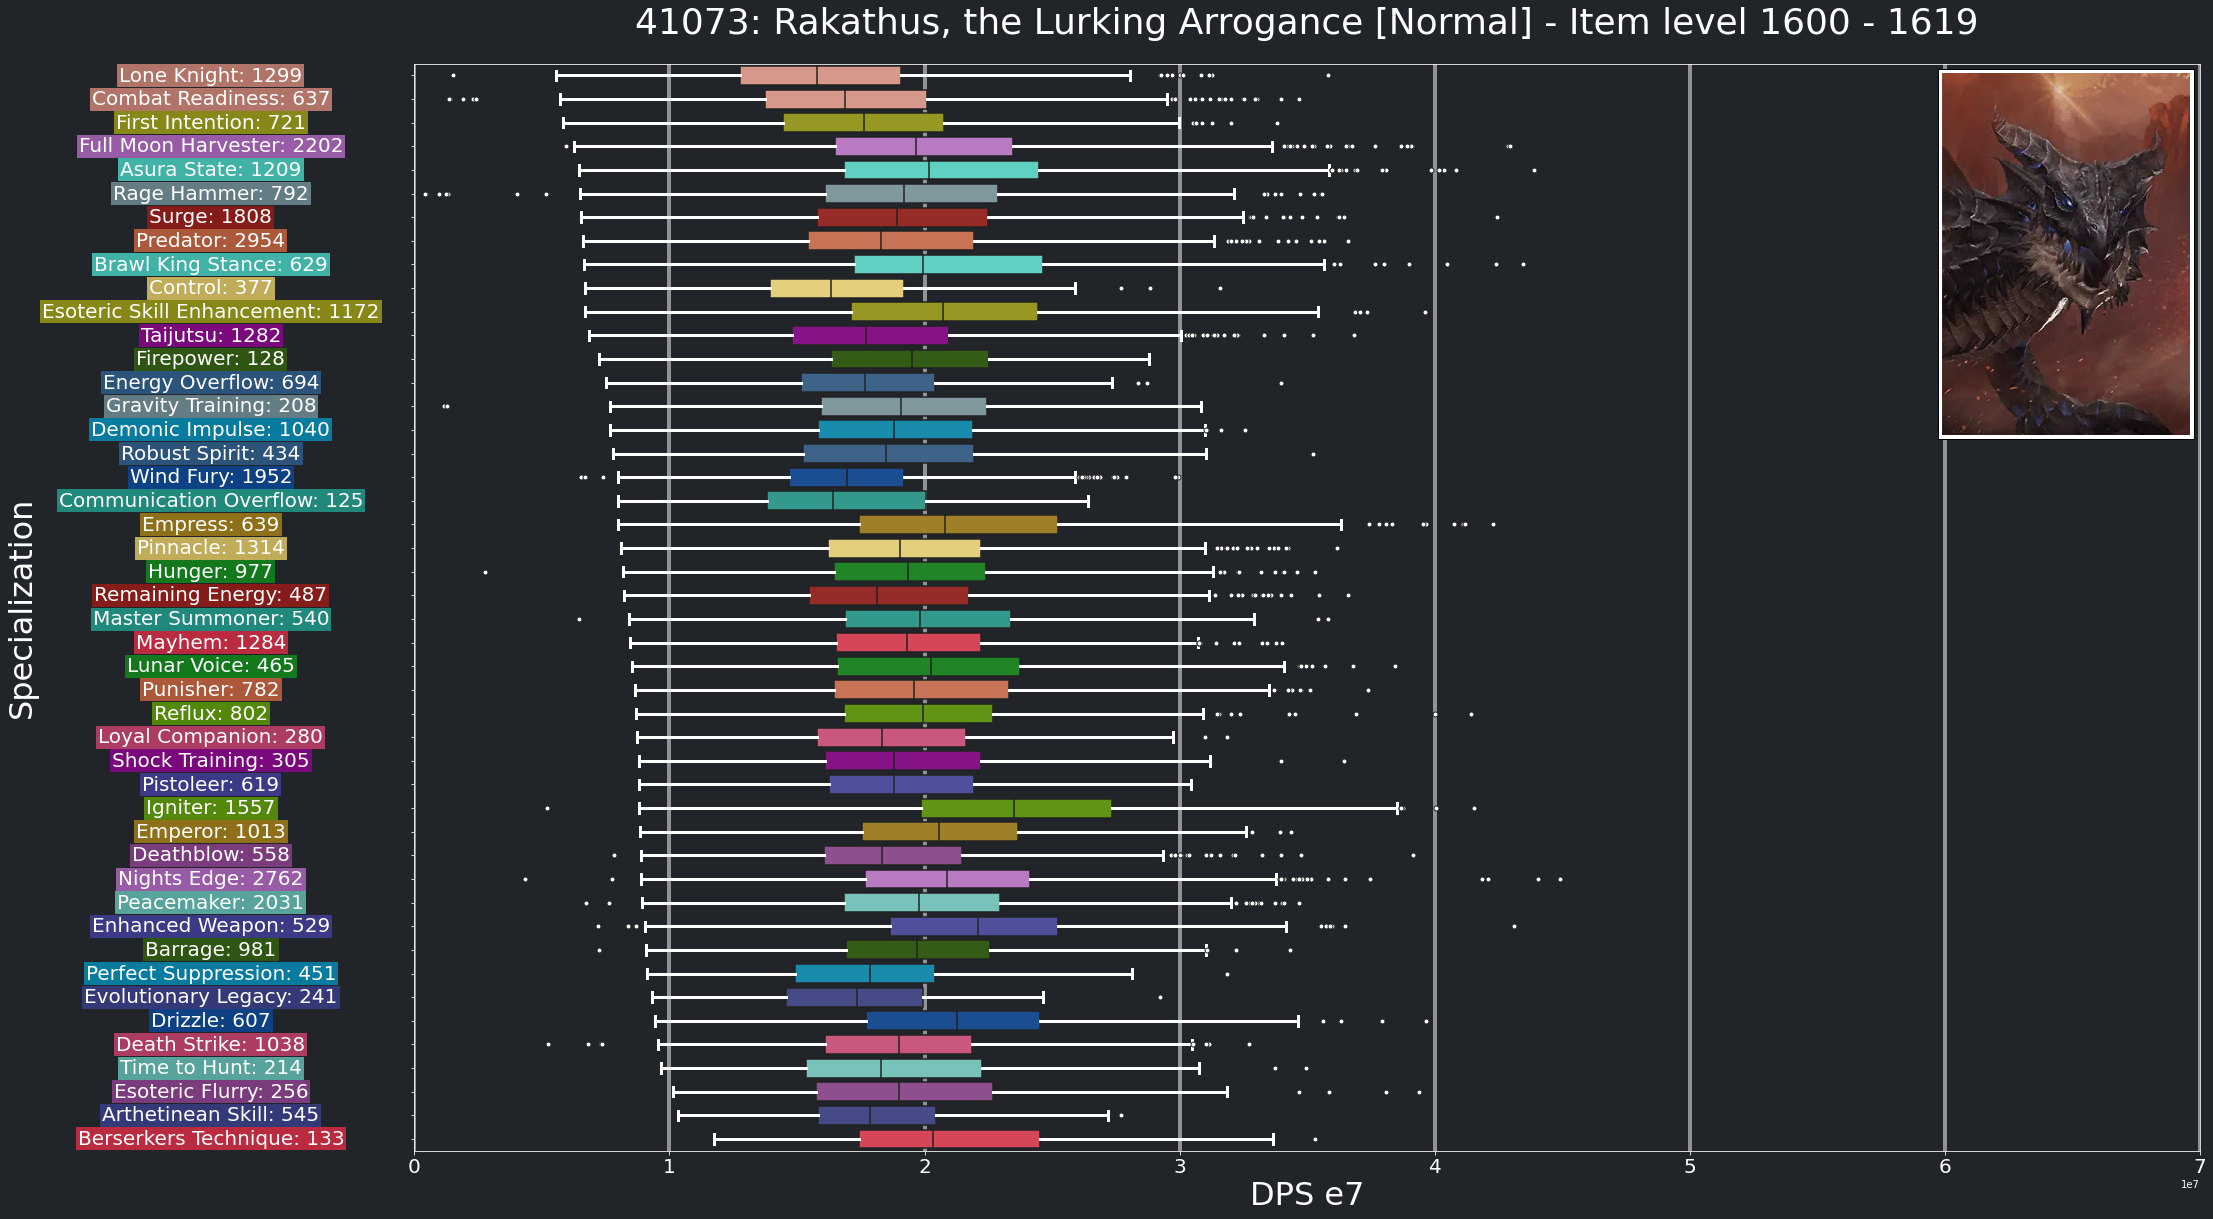 41073: Rakathus, the Lurking Arrogance [Normal] - Item level 1600 - 1619
Specialization
Lone Knight: 1299
Combat Readiness: 637
First Intention: 721
Full Moon Harvester: 2202
Asura State: 1209
Rage Hammer: 792
Surge: 1808
Predator: 2954
Brawl King Stance: 629
Control: 377
Esoteric Skill Enhancement: 1172
Taijutsu: 1282
Firepower: 128
Energy Overflow: 694
Gravity Training: 208
Demonic Impulse: 1040
Robust Spirit: 434
Wind Fury: 1952
Communication Overflow: 125
Empress: 639
Pinnacle: 1314
Hunger: 977
Remaining Energy: 487
Master Summoner: 540
Mayhem: 1284
Lunar Voice: 465
Punisher: 782
Reflux: 802
Loyal Companion: 280
Shock Training: 305
Pistoleer: 619
Igniter: 1557
Emperor: 1013
Deathblow: 558
Nights Edge: 2762
Peacemaker: 2031
Enhanced Weapon: 529
Barrage: 981
Perfect Suppression: 451
Evolutionary Legacy: 241
Drizzle: 607
Death Strike: 1038
Time to Hunt: 214
Esoteric Flurry: 256
Arthetinean Skill: 545
Berserkers Technique: 133
0 1 2 3 4 5 6 7
1e7
DPS e7